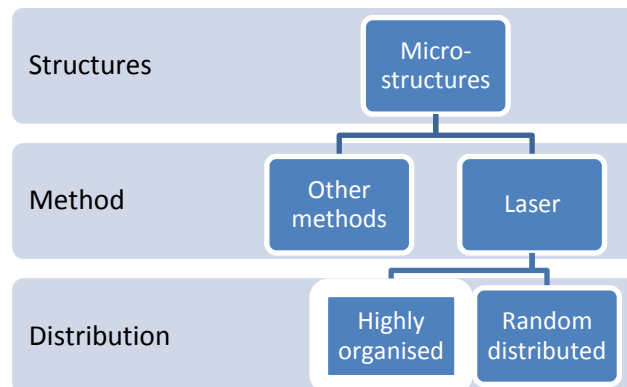 Structures
Micro-
structures
Method
Other
methods
Laser
Distribution
Highly
organised
Random
distributed